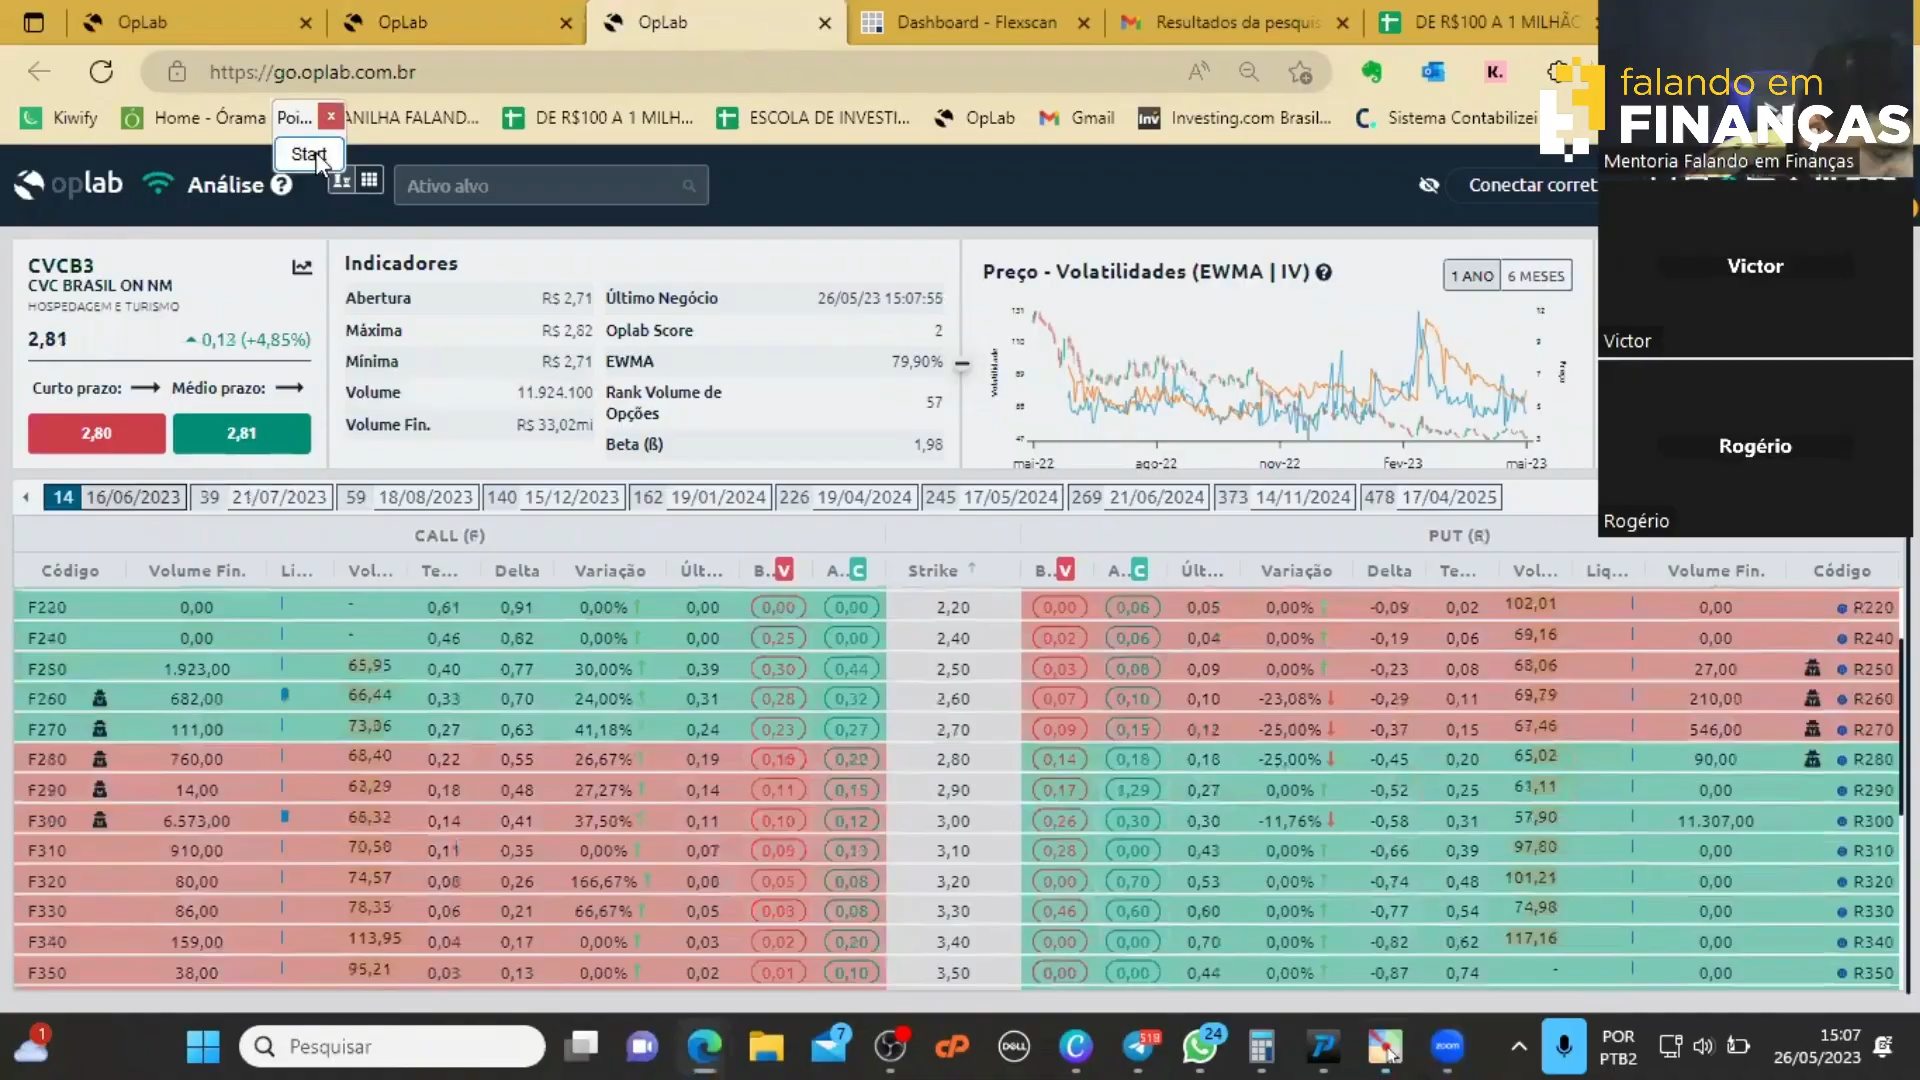 OpLab
OpLab
OpLab
Dashboard - Flexscan
Resultados da pesquis
DE R$100 A 1 MILHÃO
https://go.oplab.com.br
K.
falando em
FINANÇAS
Mentoria Falando em Finanças
Kiwify
Home - Órama
Poi...
x
ANILHA FALAND...
DE R$100 A 1 MILH...
ESCOLA DE INVESTI...
OpLab
Gmail
Inv
Investing.com Brasil...
Sistema Contabilizei
Start
oplab
Análise
Ativo alvo
Conectar corret
Victor
Victor
Rogério
Rogério
CVCB3
CVC BRASIL ON NM
HOSPEDAGEM E TURISMO
2,81
0,13 (+4,85%)
Curto prazo:
Médio prazo:
2,80
2,81
Indicadores
Abertura R$ 2,71 Último Negócio 26/05/23 15:07:55
Máxima R$ 2,82 Oplab Score 2
Mínima R$ 2,71 EWMA 79,90%
Volume 11.924.100 Rank Volume de Opções 57
Volume Fin. R$ 33,02mi Beta (ß) 1,98
Preço - Volatilidades (EWMA | IV)
1 ANO 6 MESES
Volatilidade
mai-22 ago-22 nov-22 Fev-23 mai-23
14 16/06/2023 39 21/07/2023 59 18/08/2023 140 15/12/2023 162 19/01/2024 226 19/04/2024 245 17/05/2024 269 21/06/2024 373 14/11/2024 478 17/04/2025
CALL (F) PUT (R)
Código Volume Fin. Li... Vol... Te... Delta Variação Últ... B.. V A.. C Strike B.. V A.. C Últ... Variação Delta Te... Vol... Liq... Volume Fin. Código
F220 0,00 - 0,61 0,91 0,00% 0,00 0,00 0,00 2,20 0,00 0,06 0,05 0,00% -0,09 0,02 102,01 0,00 R220
F240 0,00 - 0,46 0,82 0,00% 0,00 0,25 0,00 2,40 0,02 0,06 0,04 0,00% -0,19 0,06 69,16 0,00 R240
F250 1.923,00 65,95 0,40 0,77 30,00% 0,39 0,30 0,44 2,50 0,03 0,08 0,09 0,00% -0,23 0,08 68,06 27,00 R250
F260 682,00 66,44 0,33 0,70 24,00% 0,31 0,28 0,32 2,60 0,07 0,10 0,10 -23,08% -0,29 0,11 69,79 210,00 R260
F270 111,00 73,86 0,27 0,63 41,18% 0,24 0,23 0,27 2,70 0,09 0,15 0,12 -25,00% -0,37 0,15 67,46 546,00 R270
F280 760,00 68,40 0,22 0,55 26,67% 0,19 0,20 2,80 0,14 0,18 0,18 -25,00% -0,45 0,20 65,02 90,00 R280
F290 14,00 63,29 0,18 0,48 27,27% 0,14 0,11 0,15 2,90 0,17 1,29 0,27 0,00% -0,52 0,25 61,11 0,00 R290
F300 6.573,00 68,32 0,14 0,41 37,50% 0,11 0,10 0,12 3,00 0,26 0,30 0,30 -11,76% -0,58 0,31 57,90 11.307,00 R300
F310 910,00 70,58 0,11 0,35 0,00% 0,07 0,13 3,10 0,28 0,00 0,43 0,00% -0,66 0,39 97,80 0,00 R310
F320 80,00 74,57 0,08 0,26 166,67% 0,08 0,05 0,08 3,20 0,00 0,70 0,53 0,00% -0,74 0,48 101,21 0,00 R320
F330 86,00 78,35 0,06 0,21 66,67% 0,05 0,03 0,08 3,30 0,46 0,60 0,60 0,00% -0,77 0,54 74,98 0,00 R330
F340 159,00 113,95 0,04 0,17 0,00% 0,03 0,02 0,20 3,40 0,00 0,00 0,70 0,00% -0,82 0,62 117,16 0,00 R340
F350 38,00 95,21 0,03 0,13 0,00% 0,02 0,01 0,10 3,50 0,00 0,00 0,44 0,00% -0,87 0,74 - 0,00 R350
1
Pesquisar
7
cP
DELL
518
24
zoom
POR
PTB2
15:07
26/05/2023